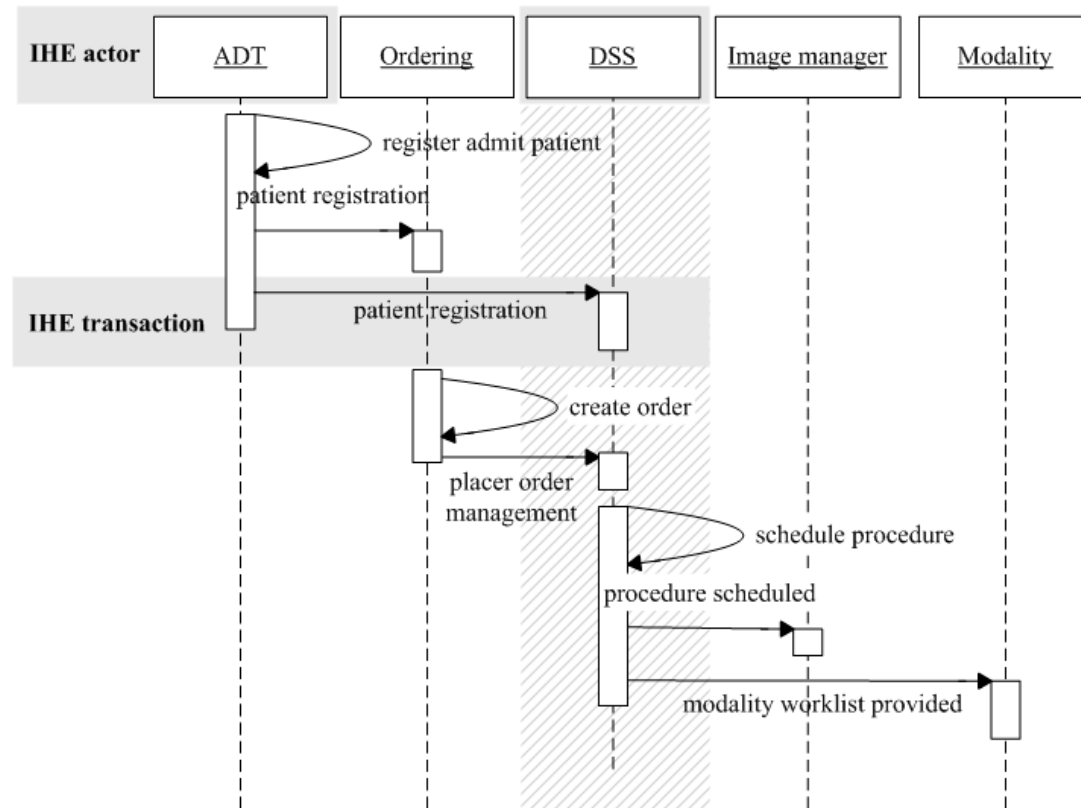 IHE actor
ADT
Ordering
DSS
Image manager
Modality
register admit patient
patient registration
patient registration
IHE transaction
create order
placer order
management
schedule procedure
procedure scheduled
modality worklist provided